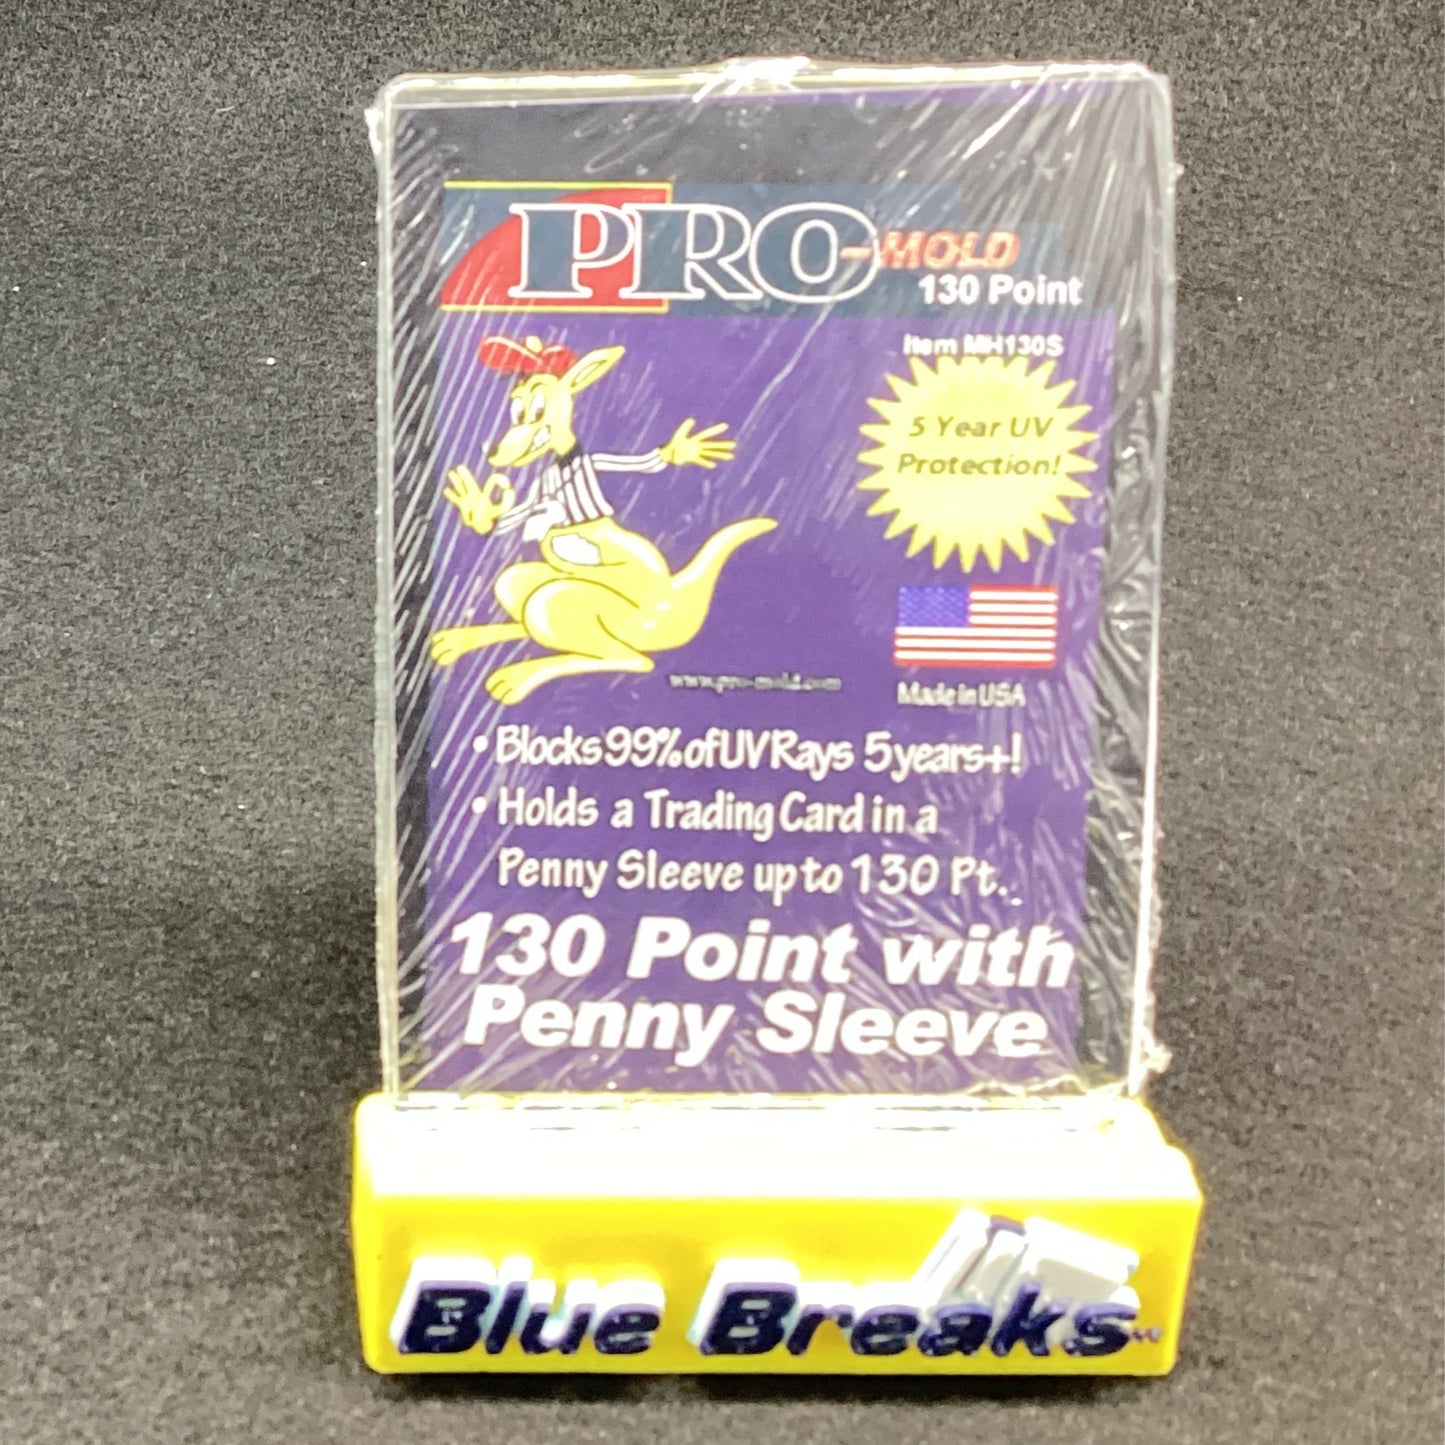 PRO-MOLD
130 Point
Item MH130S
5 Year UV
Protection!
www.pro-mold.com
Made in USA
• Blocks 99% of UV Rays 5 years+!
• Holds a Trading Card in a
Penny Sleeve up to 130 Pt.
130 Point with
Penny Sleeve
Blue Breaks